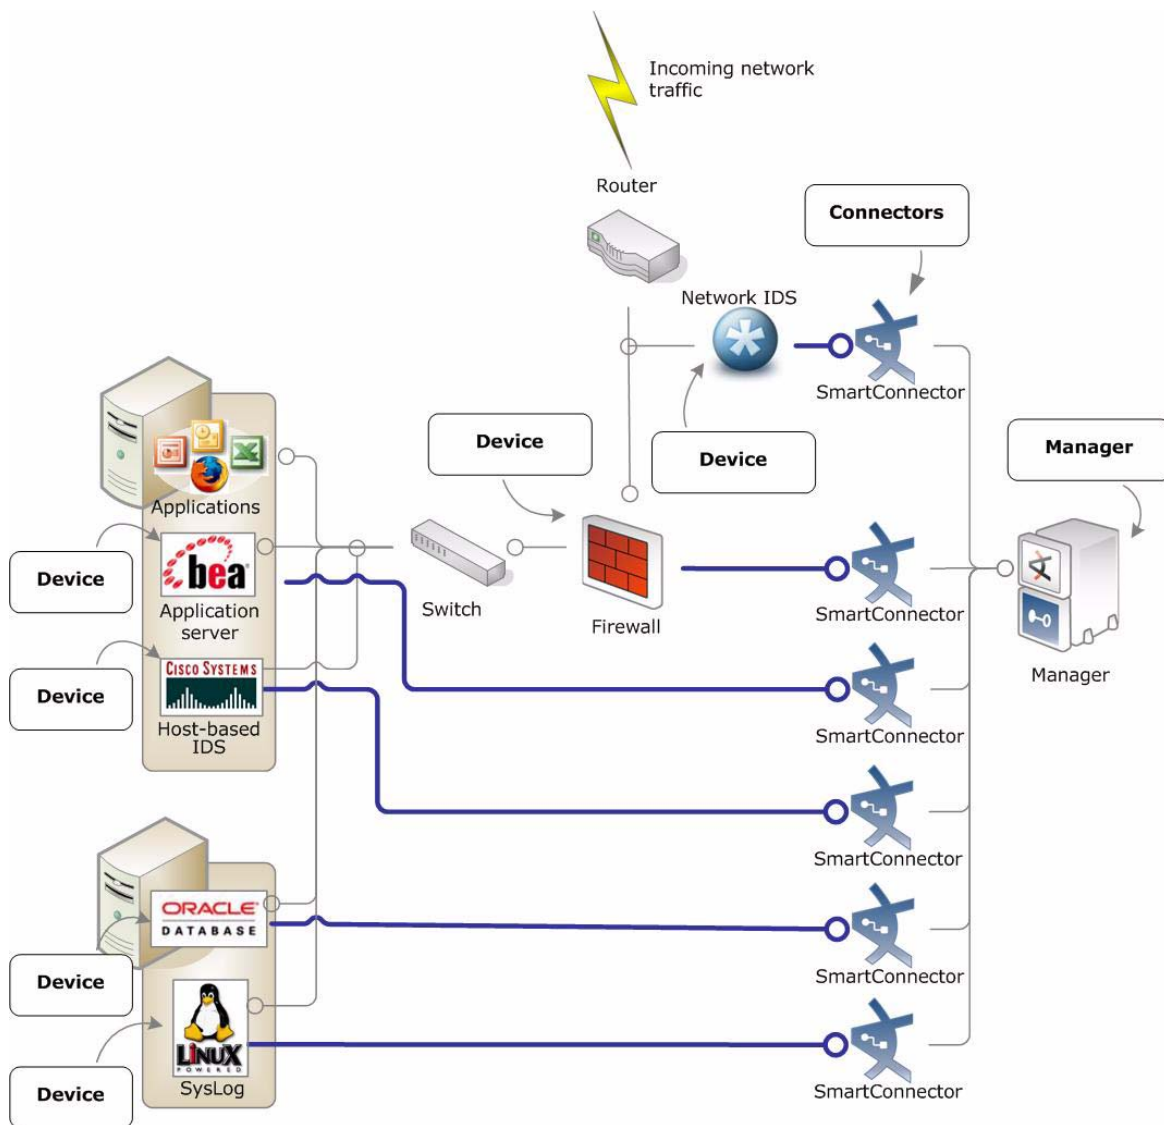 Incoming network
traffic
Router
Connectors
Network IDS
SmartConnector
Device
Device
Manager
Applications
Device
bea
Application
server
Switch
Firewall
SmartConnector
Device
CISCO SYSTEMS
Host-based
IDS
SmartConnector
Manager
SmartConnector
ORACLE
DATABASE
SmartConnector
Device
LINUX
POWERED
SysLog
Device
SmartConnector